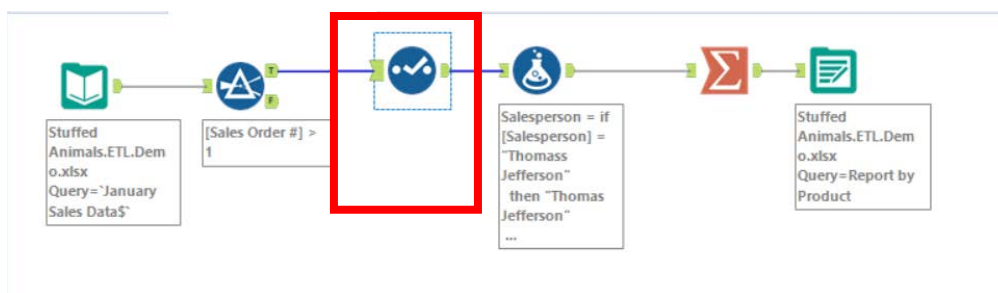 T
F
Stuffed
Animals.ETL.Dem
o.xlsx
Query=`January
Sales Data$`
[Sales Order #] >
1
Salesperson = if
[Salesperson] =
"Thomass
Jefferson"
then "Thomas
Jefferson"
...
Stuffed
Animals.ETL.Dem
o.xlsx
Query=Report by
Product